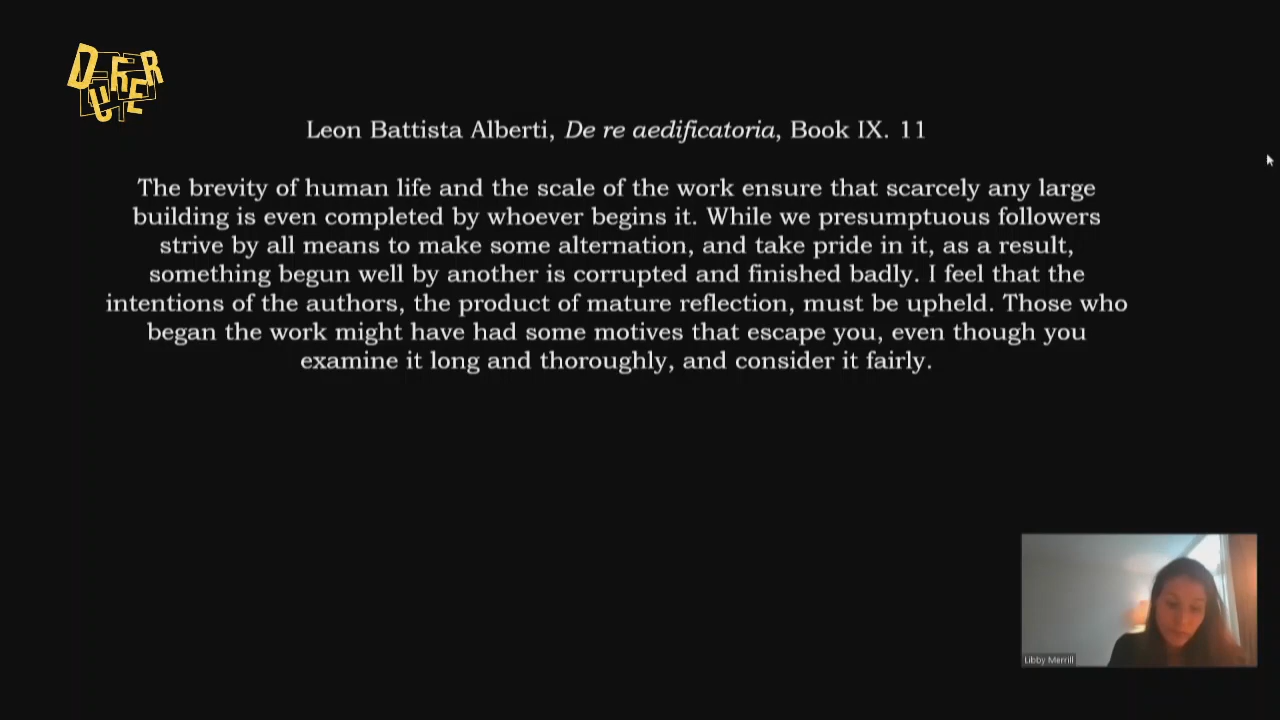 DURER
Leon Battista Alberti, De re aedificatoria, Book IX. 11
The brevity of human life and the scale of the work ensure that scarcely any large
building is even completed by whoever begins it. While we presumptuous followers
strive by all means to make some alternation, and take pride in it, as a result,
something begun well by another is corrupted and finished badly. I feel that the
intentions of the authors, the product of mature reflection, must be upheld. Those who
began the work might have had some motives that escape you, even though you
examine it long and thoroughly, and consider it fairly.
Libby Merrill